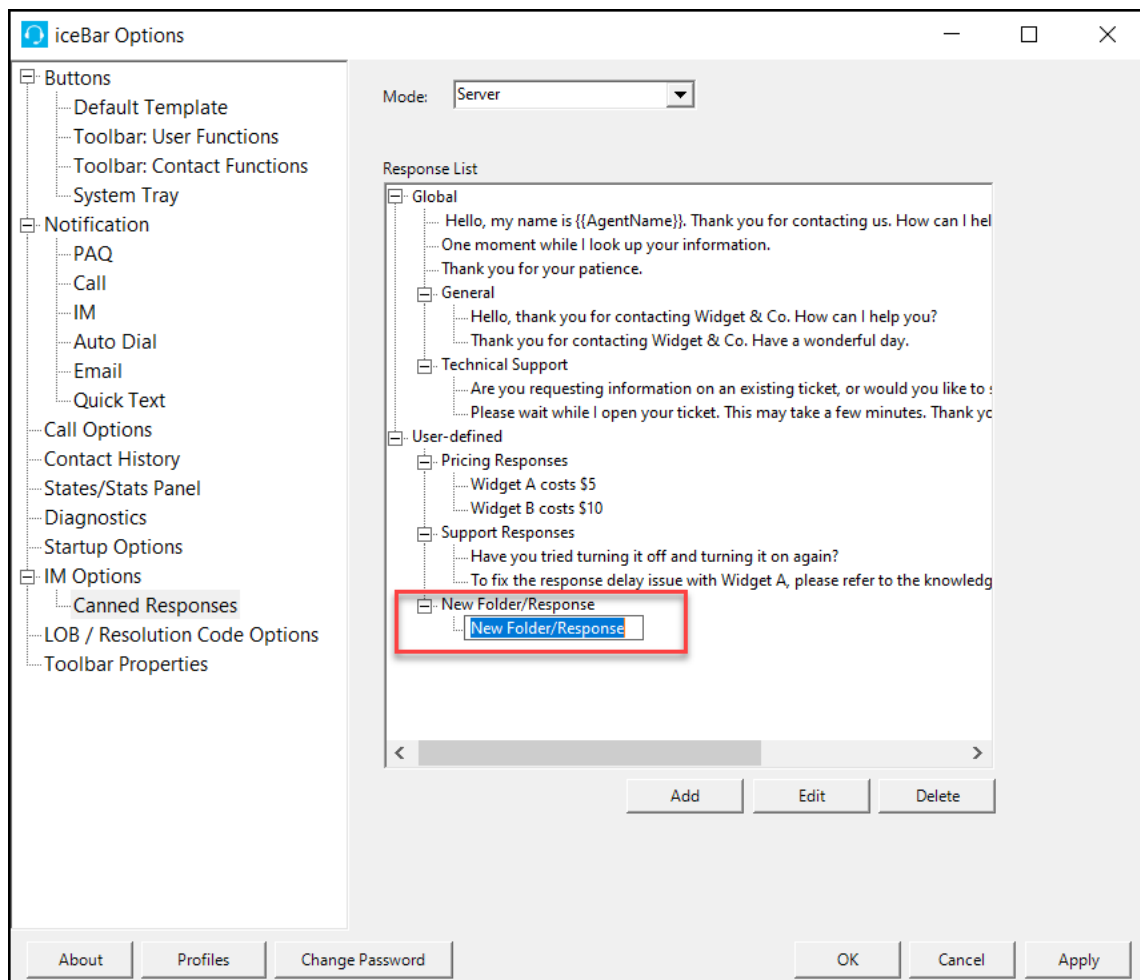 iceBar Options
Buttons
Default Template
Toolbar: User Functions
Toolbar: Contact Functions
System Tray
Notification
PAQ
Call
IM
Auto Dial
Email
Quick Text
Call Options
Contact History
States/Stats Panel
Diagnostics
Startup Options
IM Options
Canned Responses
LOB / Resolution Code Options
Toolbar Properties
Mode: Server
Response List
Global
Hello, my name is {{AgentName}}. Thank you for contacting us. How can I hel
One moment while I look up your information.
Thank you for your patience.
General
Hello, thank you for contacting Widget & Co. How can I help you?
Thank you for contacting Widget & Co. Have a wonderful day.
Technical Support
Are you requesting information on an existing ticket, or would you like to s
Please wait while I open your ticket. This may take a few minutes. Thank yo
User-defined
Pricing Responses
Widget A costs $5
Widget B costs $10
Support Responses
Have you tried turning it off and turning it on again?
To fix the response delay issue with Widget A, please refer to the knowledg
New Folder/Response
New Folder/Response
Add Edit Delete
About Profiles Change Password OK Cancel Apply